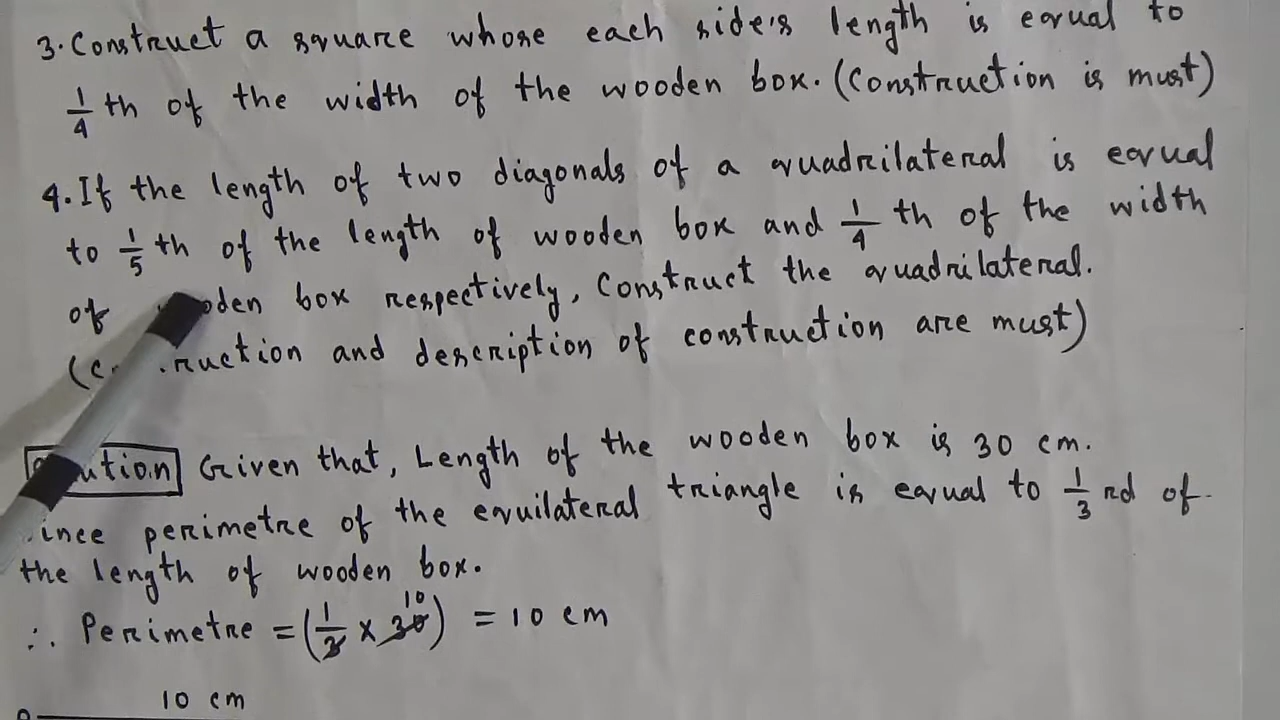 3. Construct a square whose each side's length is equal to
1/4 th of the width of the wooden box. (Construction is must)
4. If the length of two diagonals of a quadrilateral is equal
to 1/5 th of the length of wooden box and 1/4 th of the width
of box respectively, Construct the quadrilateral.
and description of construction are must)
Given that, Length of the wooden box is 30 cm.
perimetre of the equilateral triangle is equal to 1/3 rd of
the length of wooden box.
∴ Perimetre = (1/3 × 30 10) = 10 cm
10 cm